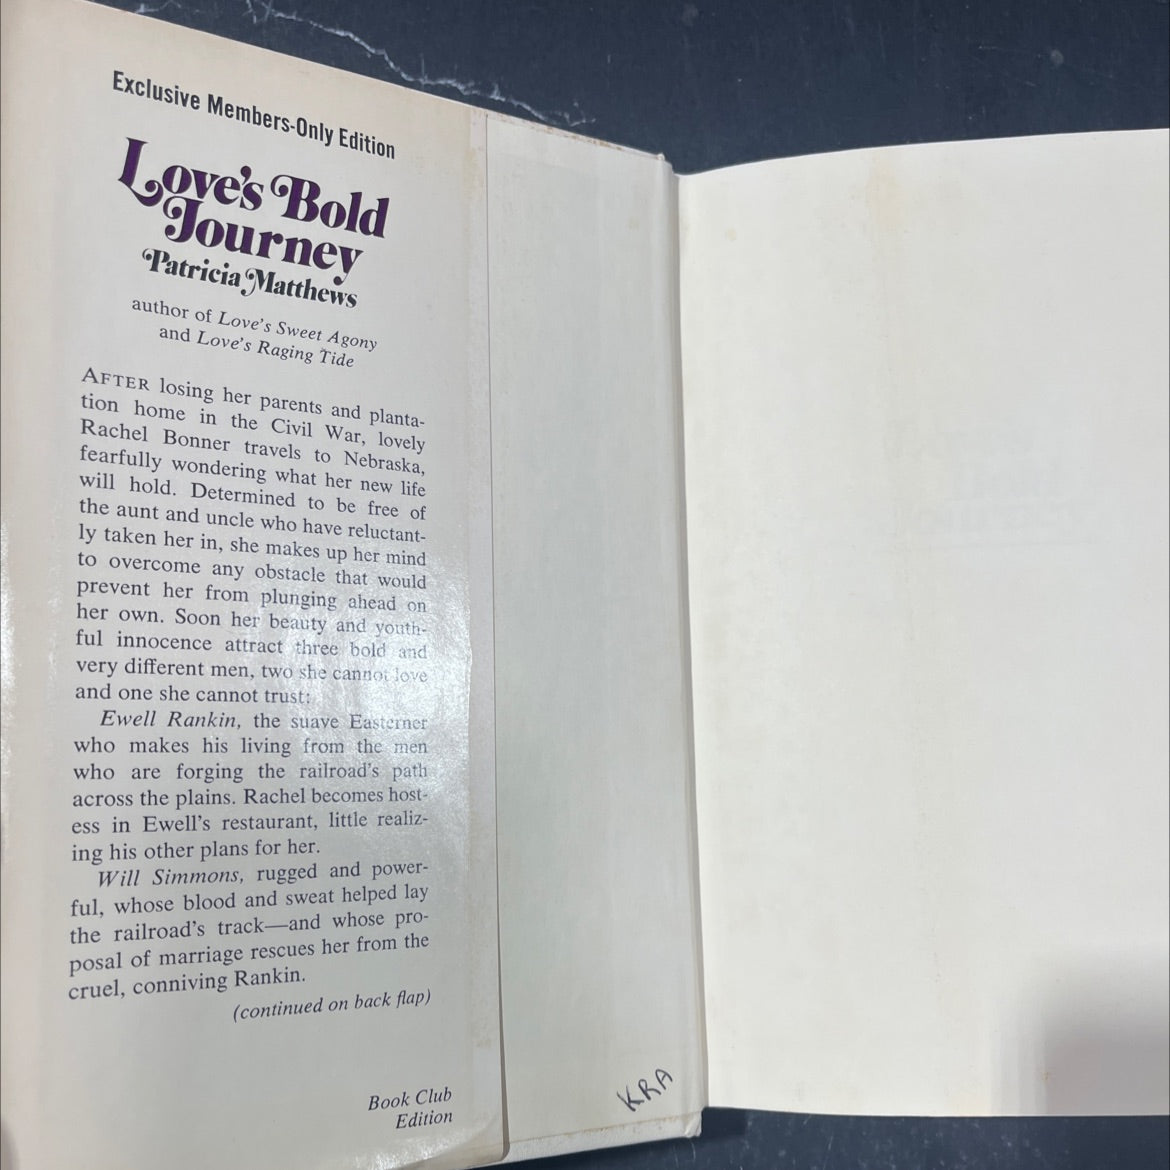 Exclusive Members-Only Edition
Love's Bold
Journey
Patricia Matthews
author of Love's Sweet Agony
and Love's Raging Tide
AFTER losing her parents and planta-
tion home in the Civil War, lovely
Rachel Bonner travels to Nebraska,
fearfully wondering what her new life
will hold. Determined to be free of
the aunt and uncle who have reluctant-
ly taken her in, she makes up her mind
to overcome any obstacle that would
prevent her from plunging ahead on
her own. Soon her beauty and youth-
ful innocence attract three bold and
very different men, two she cannot love
and one she cannot trust:
Ewell Rankin, the suave Easterner
who makes his living from the men
who are forging the railroad's path
across the plains. Rachel becomes host-
ess in Ewell's restaurant, little realiz-
ing his other plans for her.
Will Simmons, rugged and power-
ful, whose blood and sweat helped lay
the railroad's track—and whose pro-
posal of marriage rescues her from the
cruel, conniving Rankin.
(continued on back flap)
Book Club
Edition
KRA